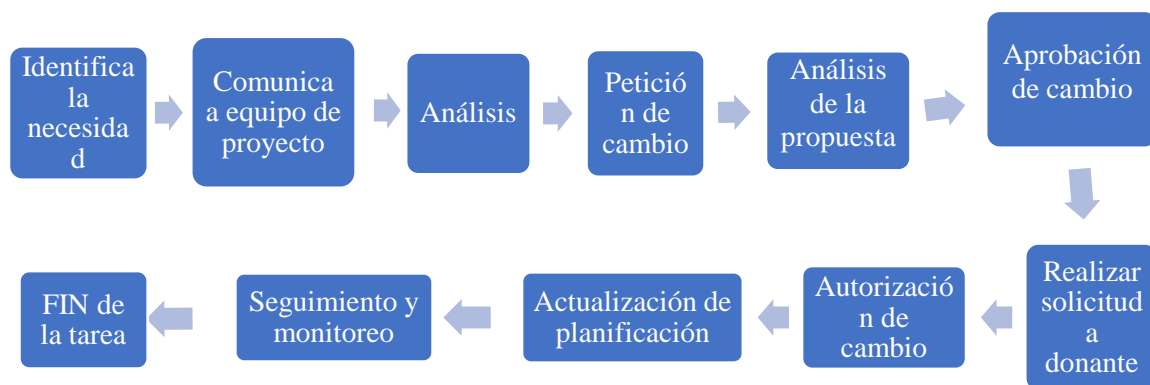 Identifica
la
necesida
d
Comunica
a equipo de
proyecto
Análisis
Petició
n de
cambio
Análisis
de la
propuesta
Aprobación
de cambio
Realizar
solicitud
a
donante
Autorizació
n de
cambio
Actualización de
planificación
Seguimiento y
monitoreo
FIN de
la tarea